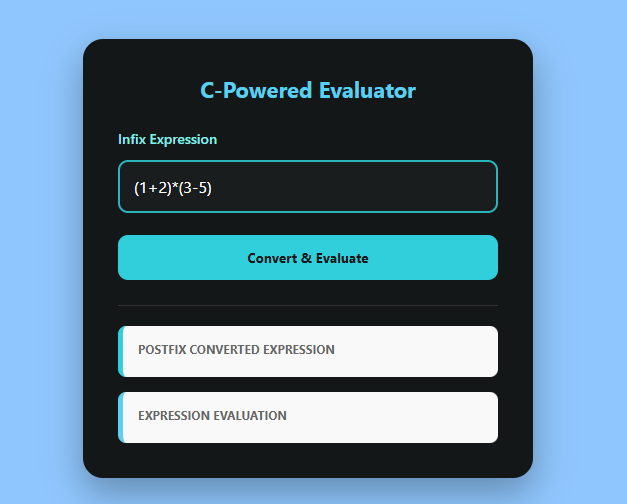 C-Powered Evaluator
Infix Expression
(1+2)*(3-5)
Convert & Evaluate
POSTFIX CONVERTED EXPRESSION
EXPRESSION EVALUATION